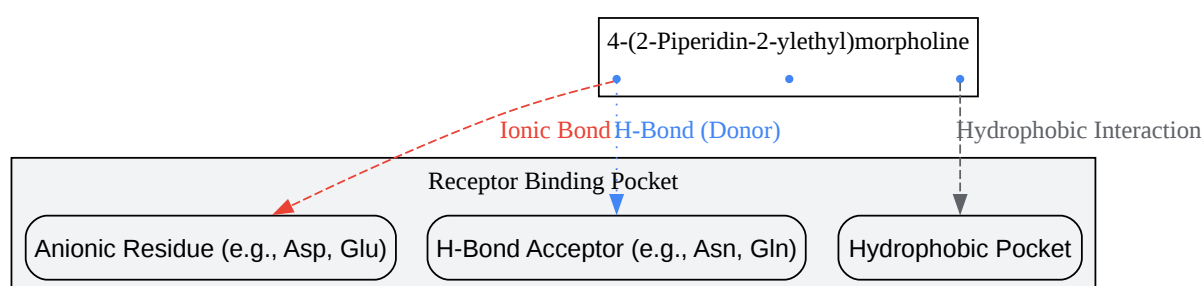 4-(2-Piperidin-2-ylethyl)morpholine
Ionic Bond
H-Bond (Donor)
Hydrophobic Interaction
Receptor Binding Pocket
Anionic Residue (e.g., Asp, Glu)
H-Bond Acceptor (e.g., Asn, Gln)
Hydrophobic Pocket